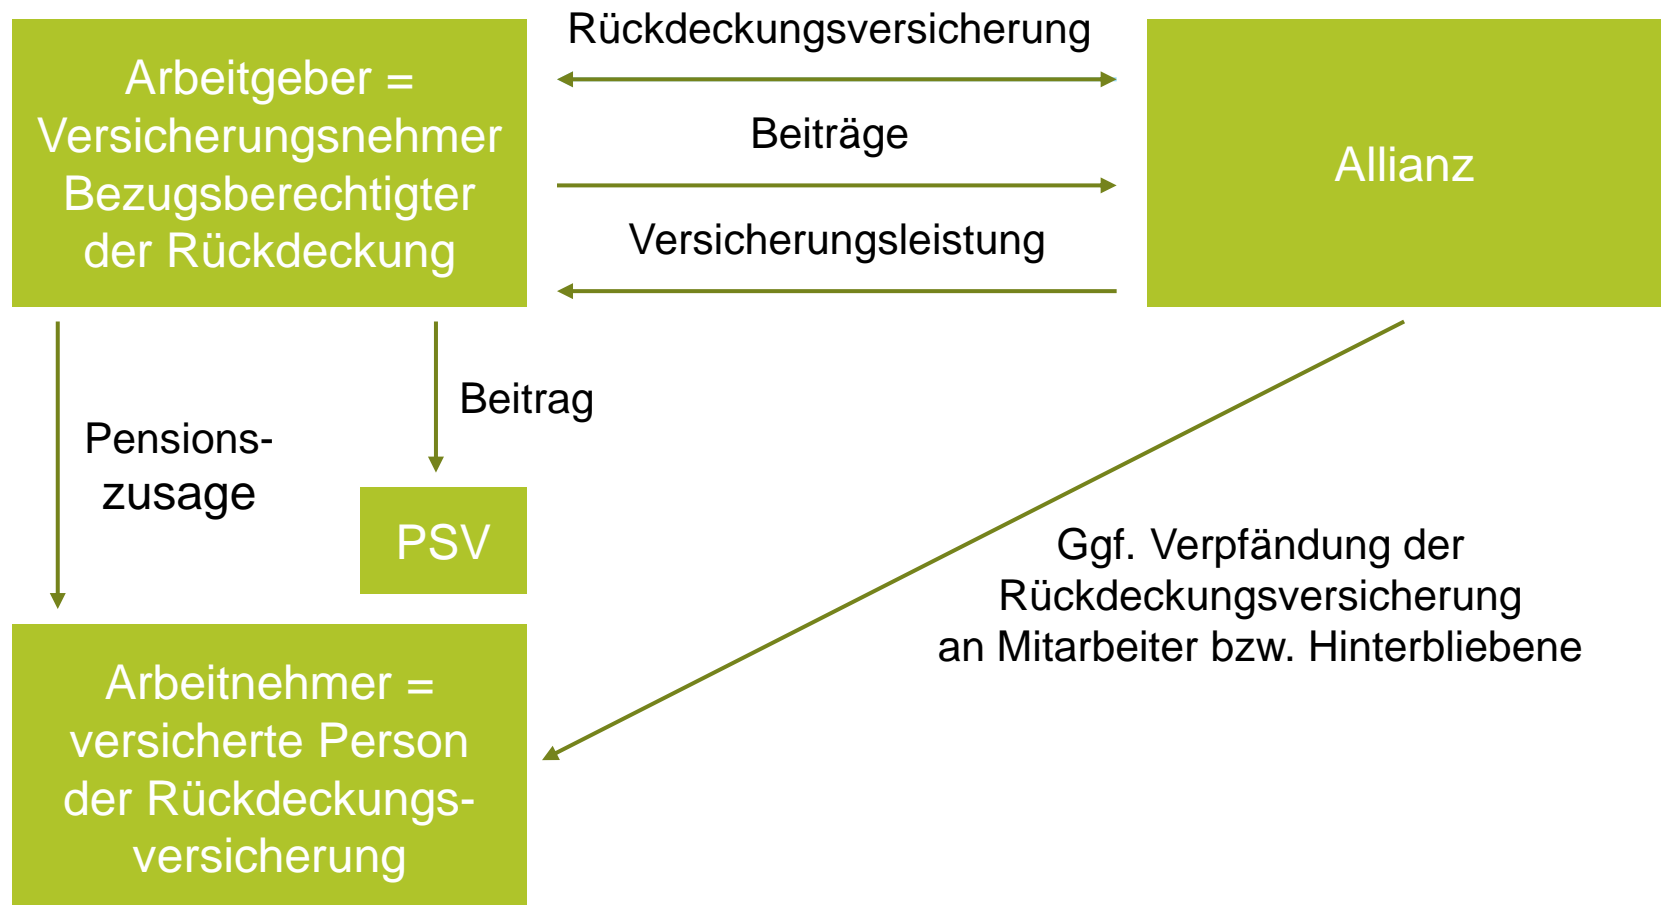 Arbeitgeber =
Versicherungsnehmer
Bezugsberechtigter
der Rückdeckung
Rückdeckungsversicherung
Beiträge
Versicherungsleistung
Allianz
Pensions-
zusage
Beitrag
PSV
Ggf. Verpfändung der
Rückdeckungsversicherung
an Mitarbeiter bzw. Hinterbliebene
Arbeitnehmer =
versicherte Person
der Rückdeckungs-
versicherung